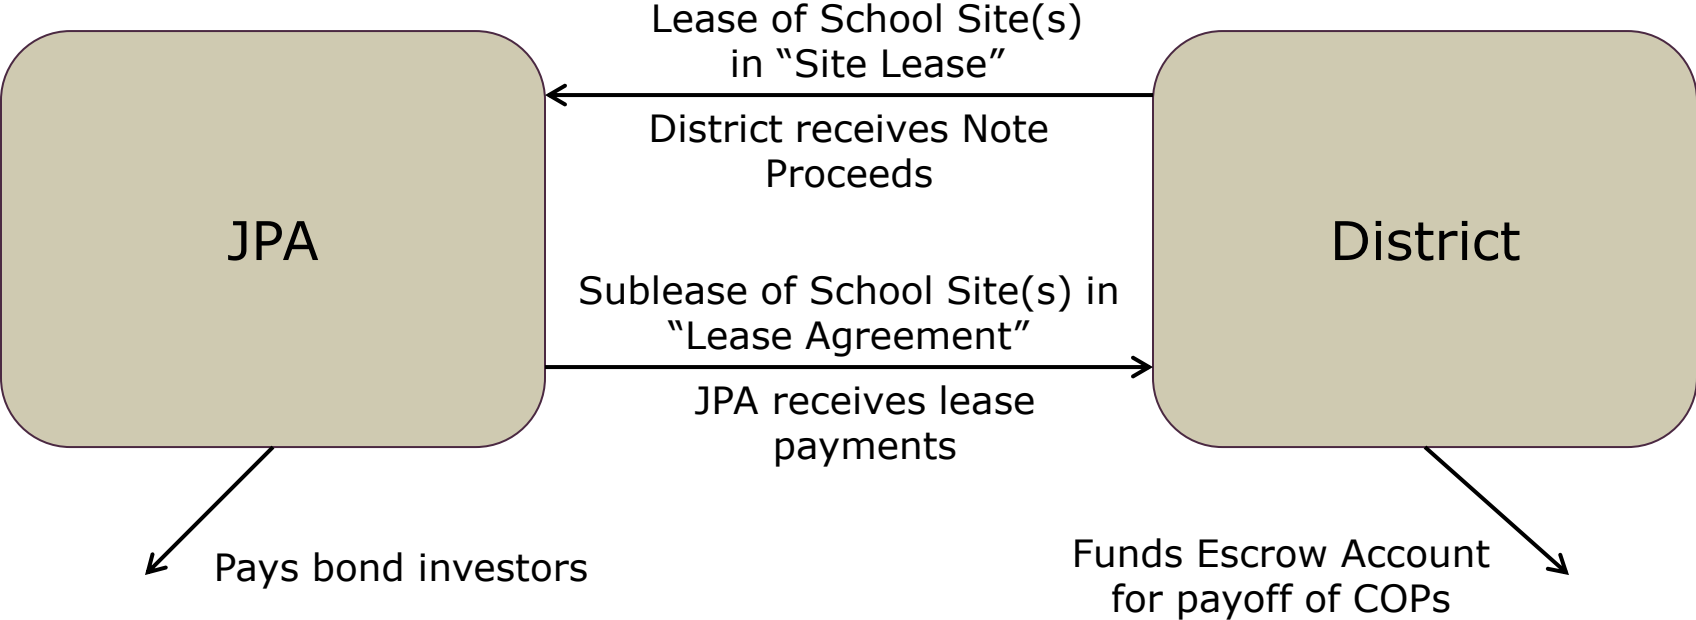 Lease of School Site(s)
in “Site Lease”
District receives Note
Proceeds
JPA
District
Sublease of School Site(s) in
“Lease Agreement”
JPA receives lease
payments
Pays bond investors
Funds Escrow Account
for payoff of COPs